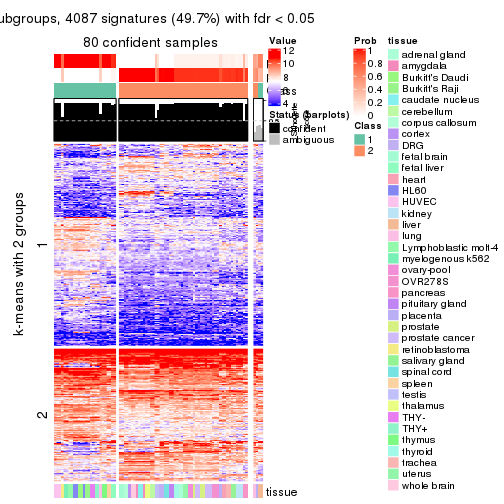 ubgroups, 4087 signatures (49.7%) with fdr < 0.05
80 confident samples
k-means with 2 groups
1
2
tissue
Value
12
10
8
6
4
Status (barplots)
confident
ambiguous
Prob
1
0.8
0.6
0.4
0.2
0
Class
1
2
tissue
adrenal gland
amygdala
Burkitt's Daudi
Burkitt's Raji
caudate nucleus
cerebellum
corpus callosum
cortex
DRG
fetal brain
fetal liver
heart
HL60
HUVEC
kidney
liver
lung
Lymphoblastic molt-4
myelogenous k562
ovary-pool
OVR278S
pancreas
pituitary gland
placenta
prostate
prostate cancer
retinoblastoma
salivary gland
spinal cord
spleen
testis
thalamus
THY-
THY+
thymus
thyroid
trachea
uterus
whole brain